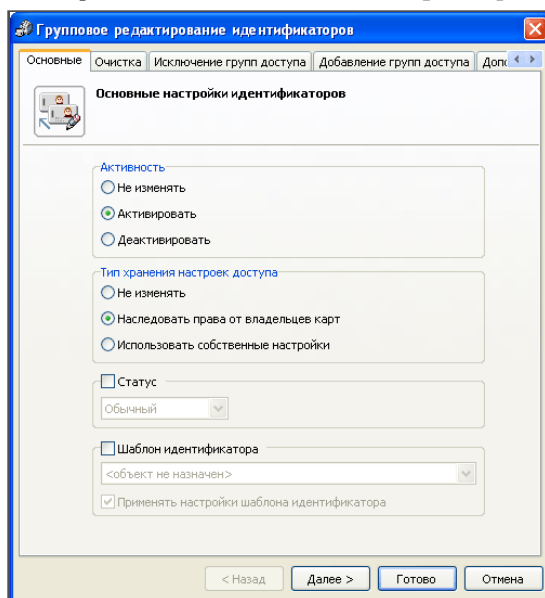 Групповое редактирование идентификаторов
Основные Очистка Исключение групп доступа Добавление групп доступа
Основные настройки идентификаторов
Активность
Не изменять
Активировать
Деактивировать
Тип хранения настроек доступа
Не изменять
Наследовать права от владельцев карт
Использовать собственные настройки
Статус
Обычный
Шаблон идентификатора
<объект не назначен>
Применять настройки шаблона идентификатора
< Назад Далее > Готово Отмена